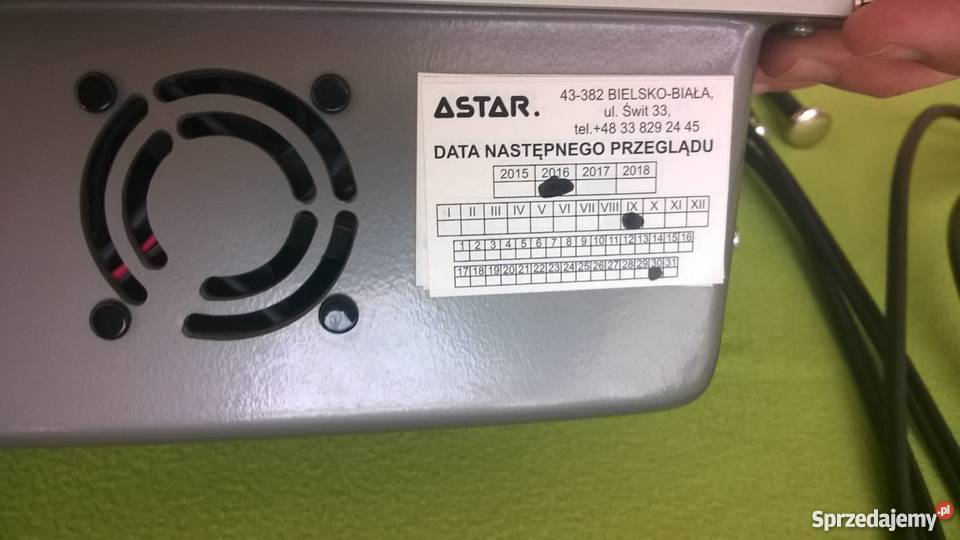 ASTAR.
43-382 BIELSKO-BIAŁA,
ul. Świt 33,
tel.+48 33 829 24 45
DATA NASTĘPNEGO PRZEGLĄDU
2015 2016 2017 2018
I II III IV V VI VII VIII IX X XI XII
1 2 3 4 5 6 7 8 9 10 11 12 13 14 15 16
17 18 19 20 21 22 23 24 25 26 27 28 29 30 31
Sprzedajemy.pl